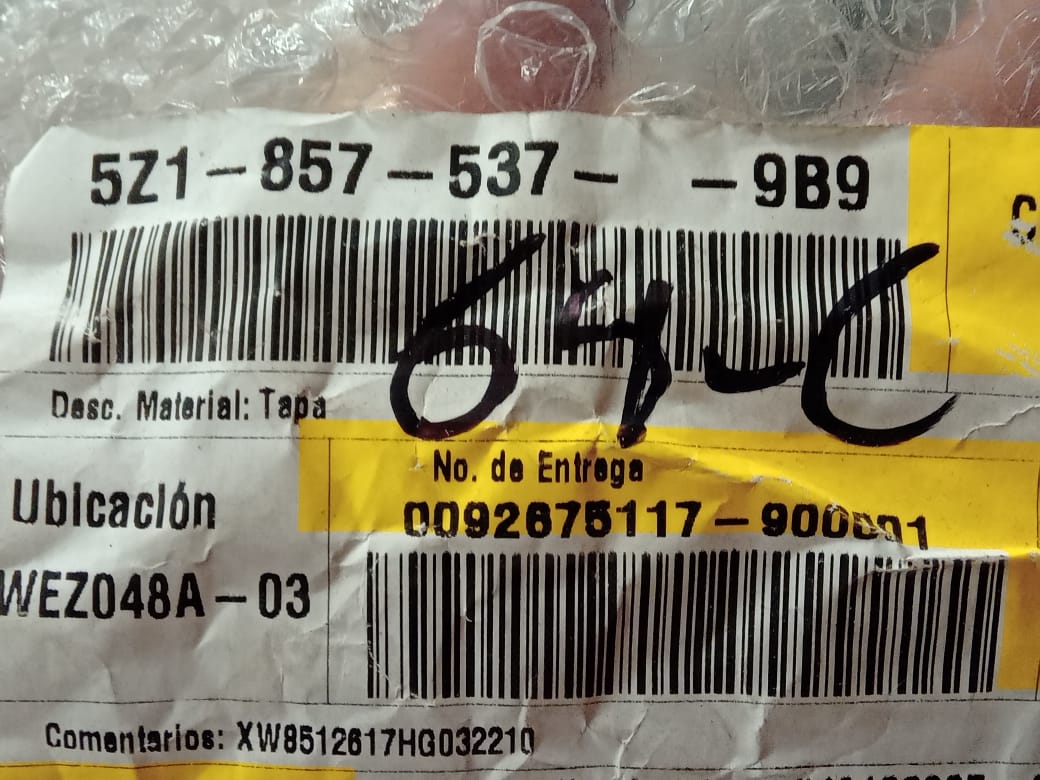 5Z1-857-537- -9B9
64-C
Desc. Material: Tapa
No. de Entrega
0092675117-900001
Ubicación
WEZ048A-03
Comentarios: XW8512617HG032210